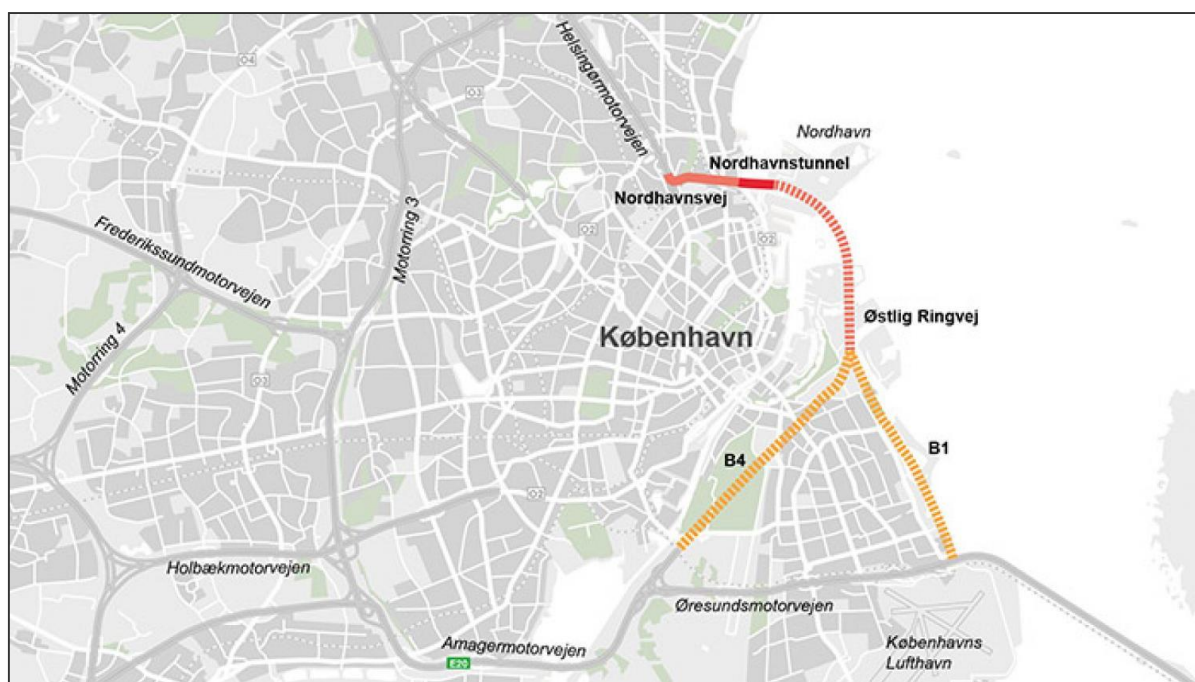 Helsingørmotorvejen
O4
O3
Nordhavn
Nordhavnstunnel
Nordhavnsvej
Motorring 3
O2
O2
Frederikssundmotorvejen
Motorring 4
København
Østlig Ringvej
O3
B4
B1
O2
Holbækmotorvejen
Øresundsmotorvejen
Amagermotorvejen
E20
Københavns
Lufthavn